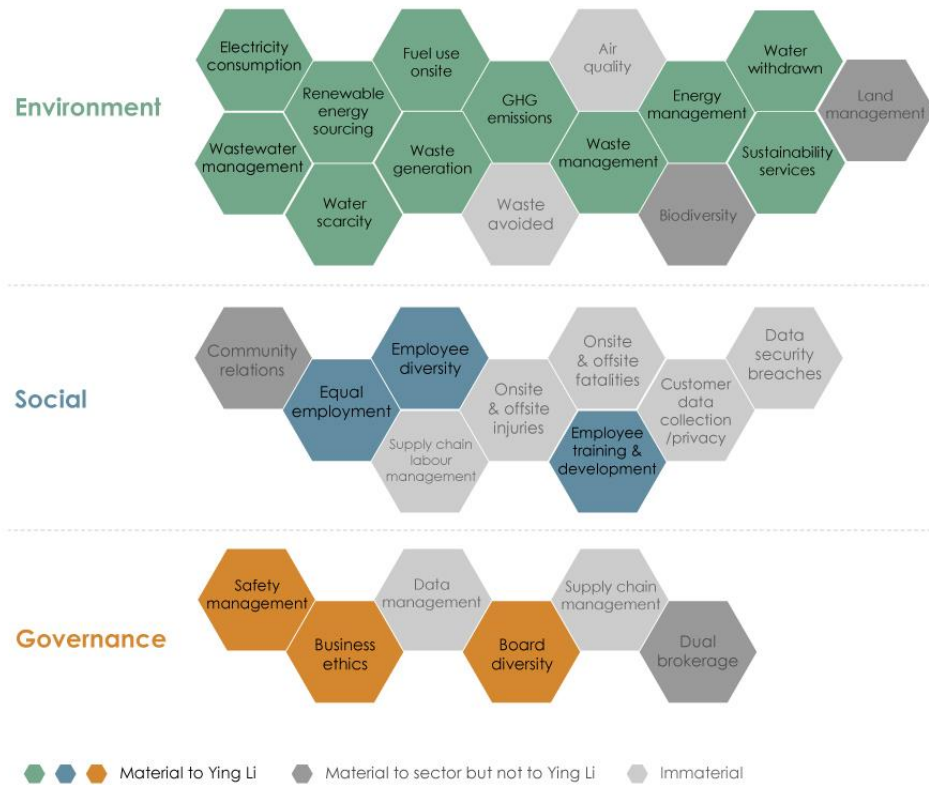 Environment
Electricity
consumption
Fuel use
onsite
Air
quality
Water
withdrawn
Renewable
energy
sourcing
GHG
emissions
Energy
management
Land
management
Wastewater
management
Waste
generation
Waste
management
Sustainability
services
Water
scarcity
Waste
avoided
Biodiversity
Social
Community
relations
Employee
diversity
Onsite
& offsite
fatalities
Data
security
breaches
Equal
employment
Onsite
& offsite
injuries
Customer
data
collection
/privacy
Supply chain
labour
management
Employee
training &
development
Governance
Safety
management
Data
management
Supply chain
management
Business
ethics
Board
diversity
Dual
brokerage
Material to Ying Li
Material to sector but not to Ying Li
Immaterial